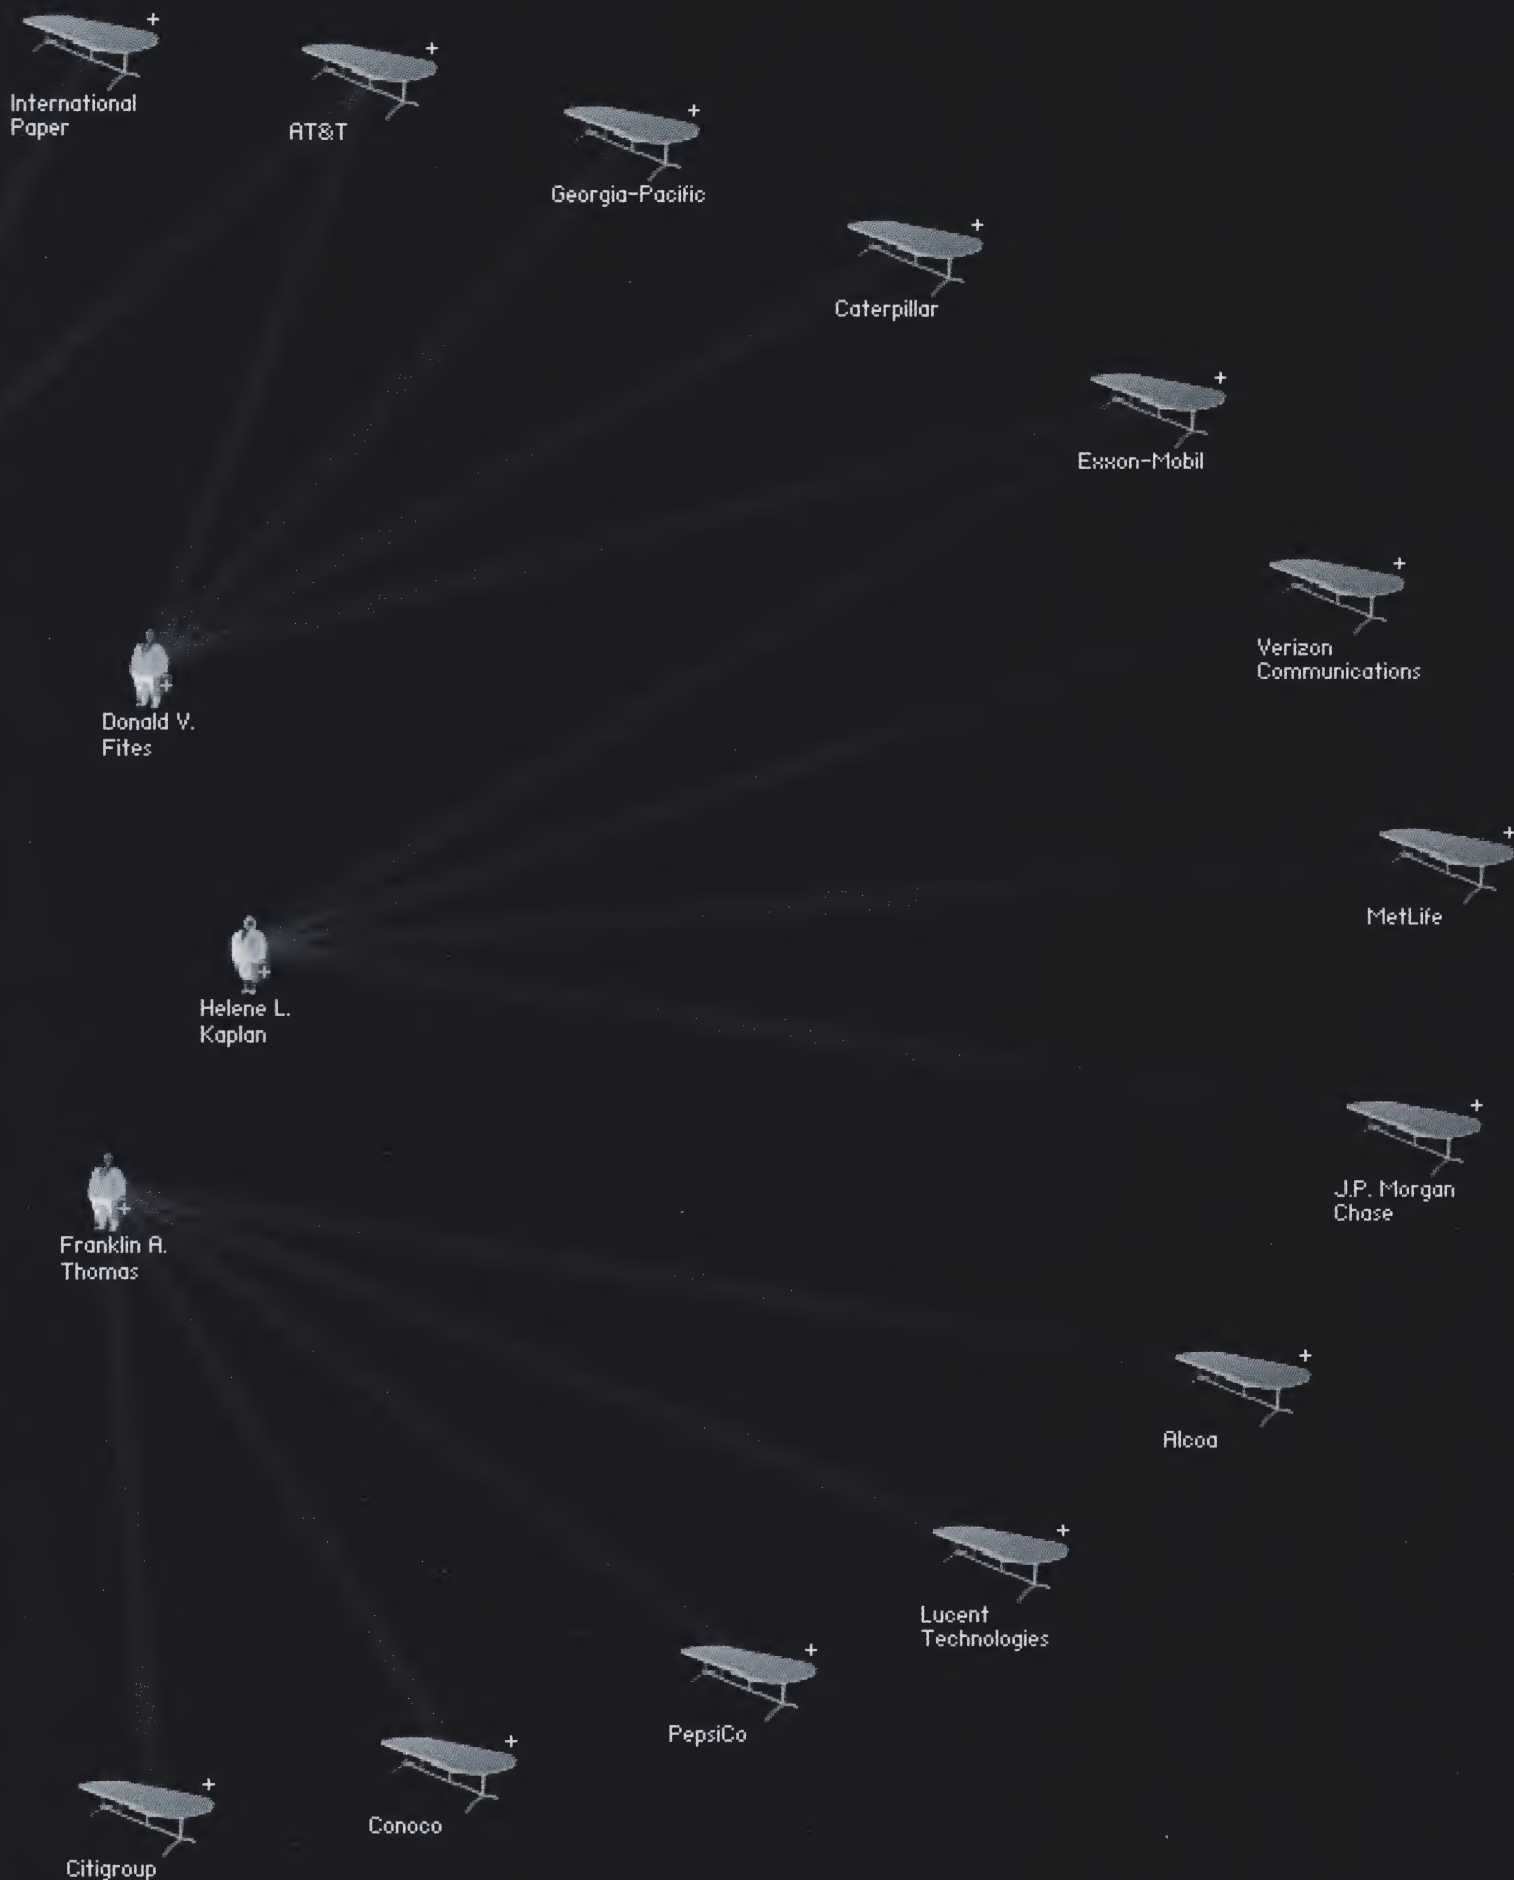 International
Paper
AT&T
Georgia-Pacific
Caterpillar
Exxon-Mobil
Verizon
Communications
Donald V.
Fites
MetLife
Helene L.
Kaplan
J.P. Morgan
Chase
Franklin A.
Thomas
Alcoa
Lucent
Technologies
PepsiCo
Conoco
Citigroup